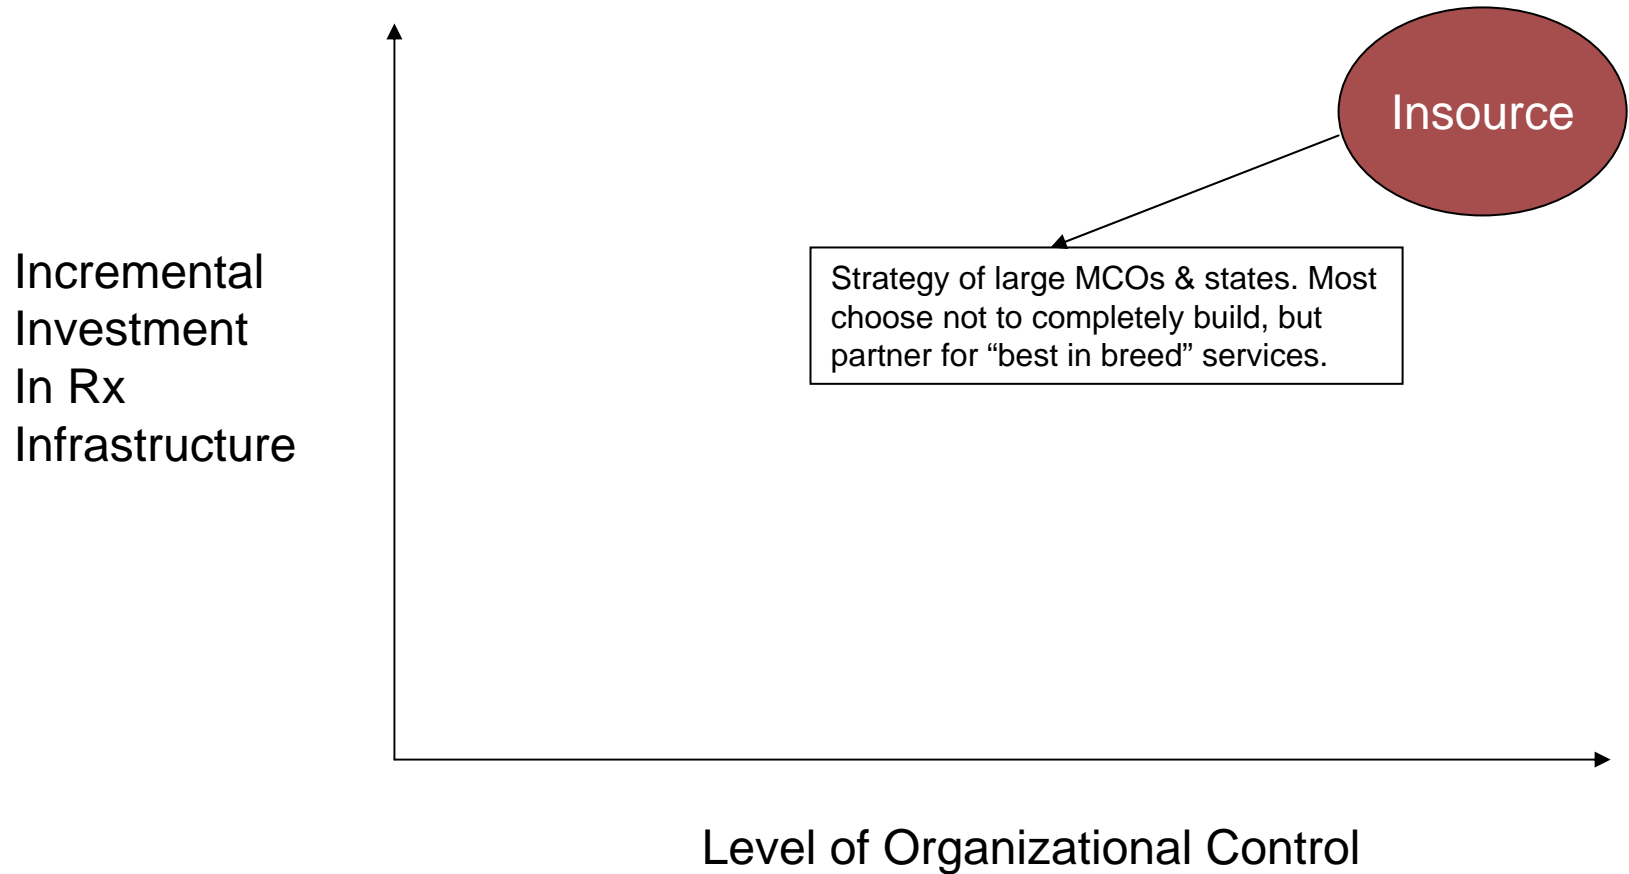 Insource
Strategy of large MCOs & states. Most
choose not to completely build, but
partner for “best in breed” services.
Incremental
Investment
In Rx
Infrastructure
Level of Organizational Control